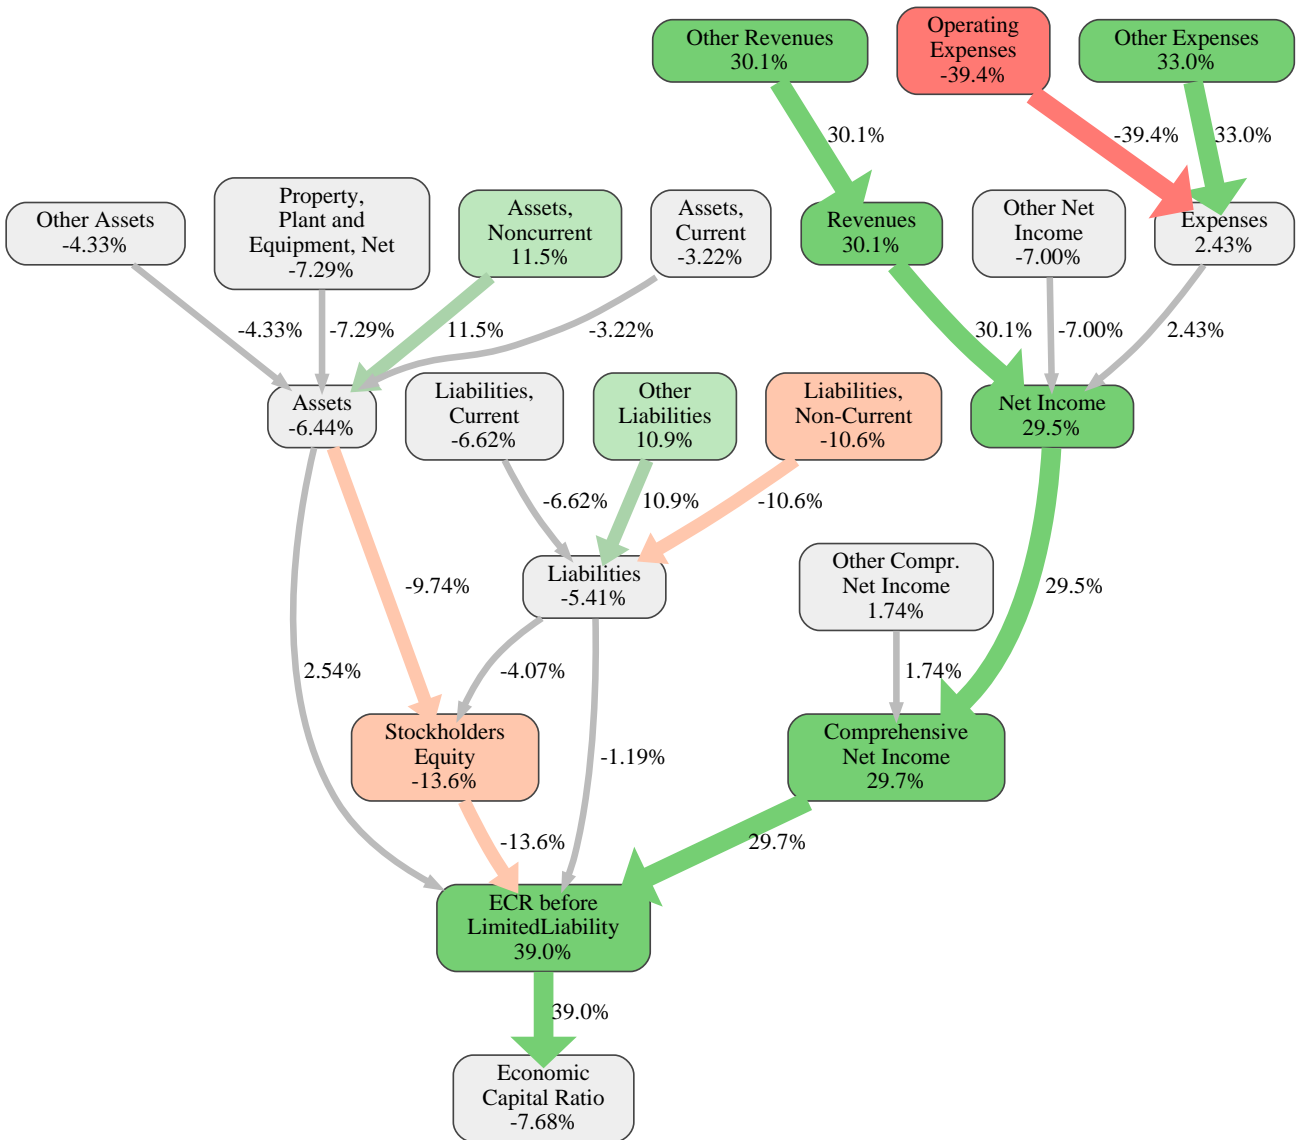 Other Revenues
30.1%
Operating
Expenses
-39.4%
Other Expenses
33.0%
30.1%
-39.4%
33.0%
Other Assets
-4.33%
Property,
Plant and
Equipment, Net
-7.29%
Assets,
Noncurrent
11.5%
Assets,
Current
-3.22%
Revenues
30.1%
Other Net
Income
-7.00%
Expenses
2.43%
-4.33%
-7.29%
11.5%
-3.22%
30.1%
-7.00%
2.43%
Assets
-6.44%
Liabilities,
Current
-6.62%
Other
Liabilities
10.9%
Liabilities,
Non-Current
-10.6%
Net Income
29.5%
-6.62%
10.9%
-10.6%
Liabilities
-5.41%
Other Compr.
Net Income
1.74%
-9.74%
29.5%
2.54%
-4.07%
1.74%
Stockholders
Equity
-13.6%
-1.19%
Comprehensive
Net Income
29.7%
-13.6%
29.7%
ECR before
LimitedLiability
39.0%
39.0%
Economic
Capital Ratio
-7.68%